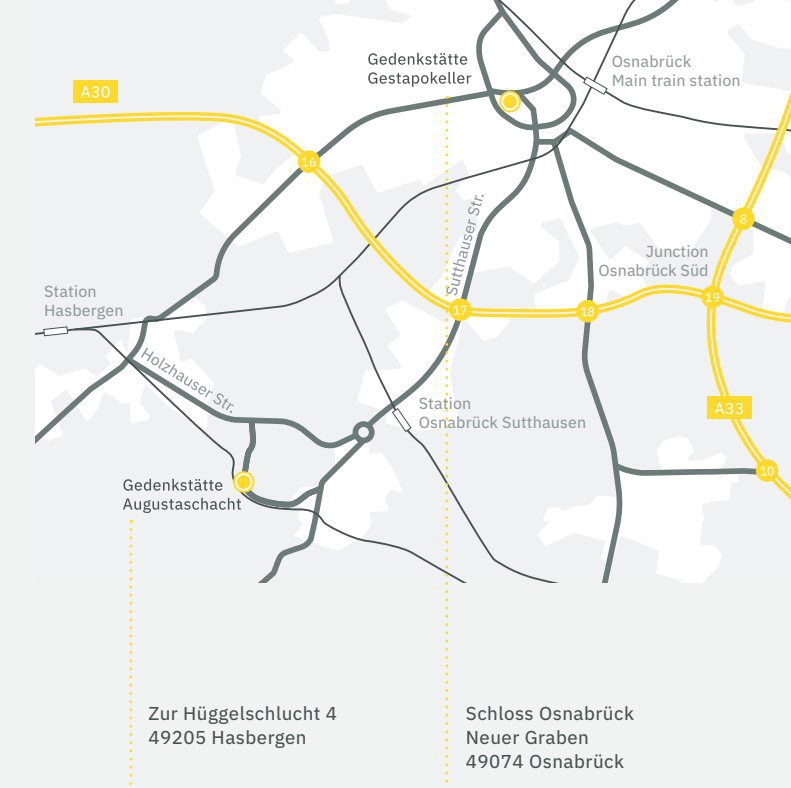 Gedenkstätte
Gestapokeller
Osnabrück
Main train station
A30
16
8
Sutthauser Str.
Junction
Osnabrück Süd
Station
Hasbergen
19
17
18
Holzhauser Str.
Station
Osnabrück Sutthausen
A33
10
Gedenkstätte
Augustaschacht
Zur Hüggelschlucht 4
49205 Hasbergen
Schloss Osnabrück
Neuer Graben
49074 Osnabrück